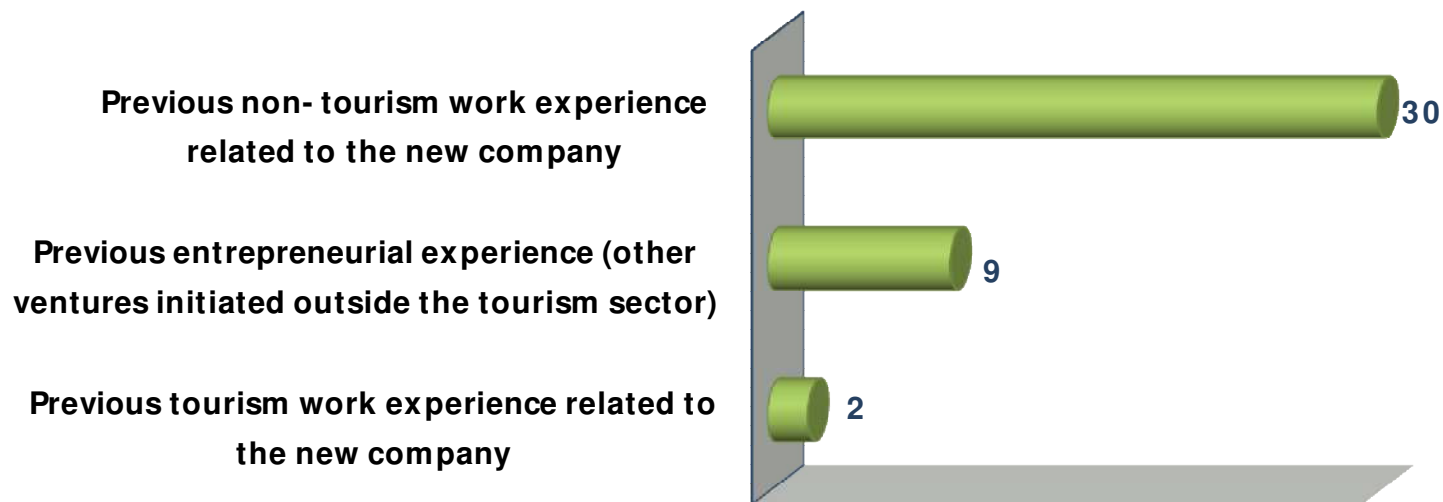 Previous non- tourism work experience
related to the new company
30
Previous entrepreneurial experience (other
ventures initiated outside the tourism sector)
9
Previous tourism work experience related to
the new company
2